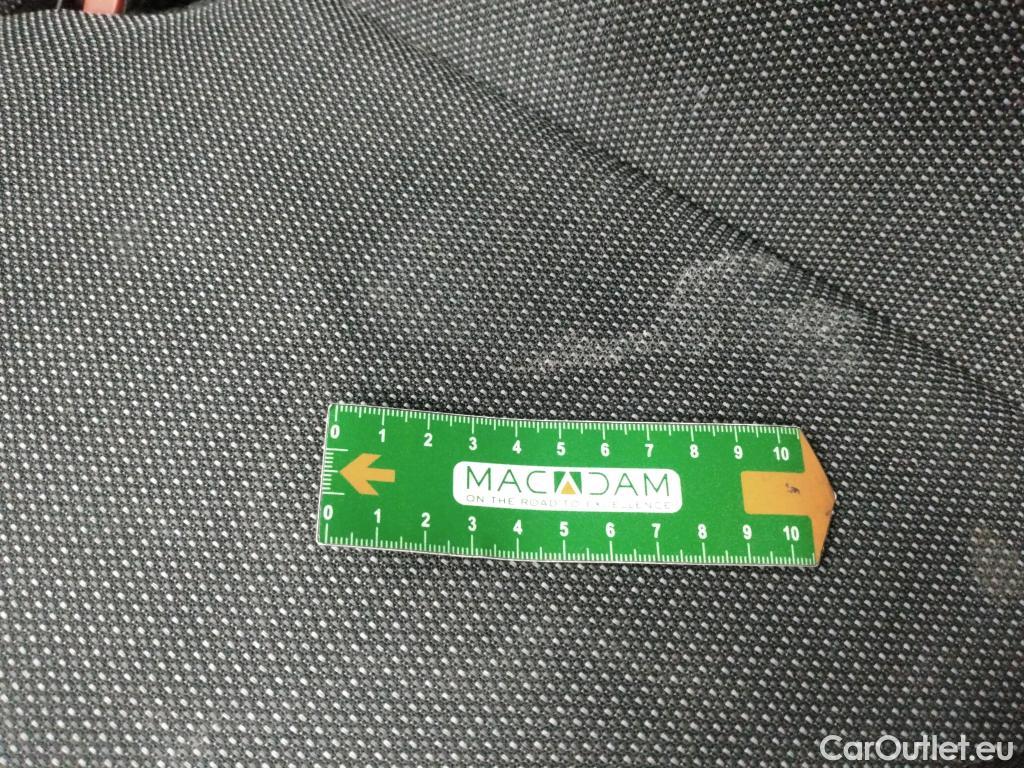 0 1 2 3 4 5 6 7 8 9 10
MACADAM
ON THE ROAD TO EXCELLENCE
0 1 2 3 4 5 6 7 8 9 10
CarOutlet.eu